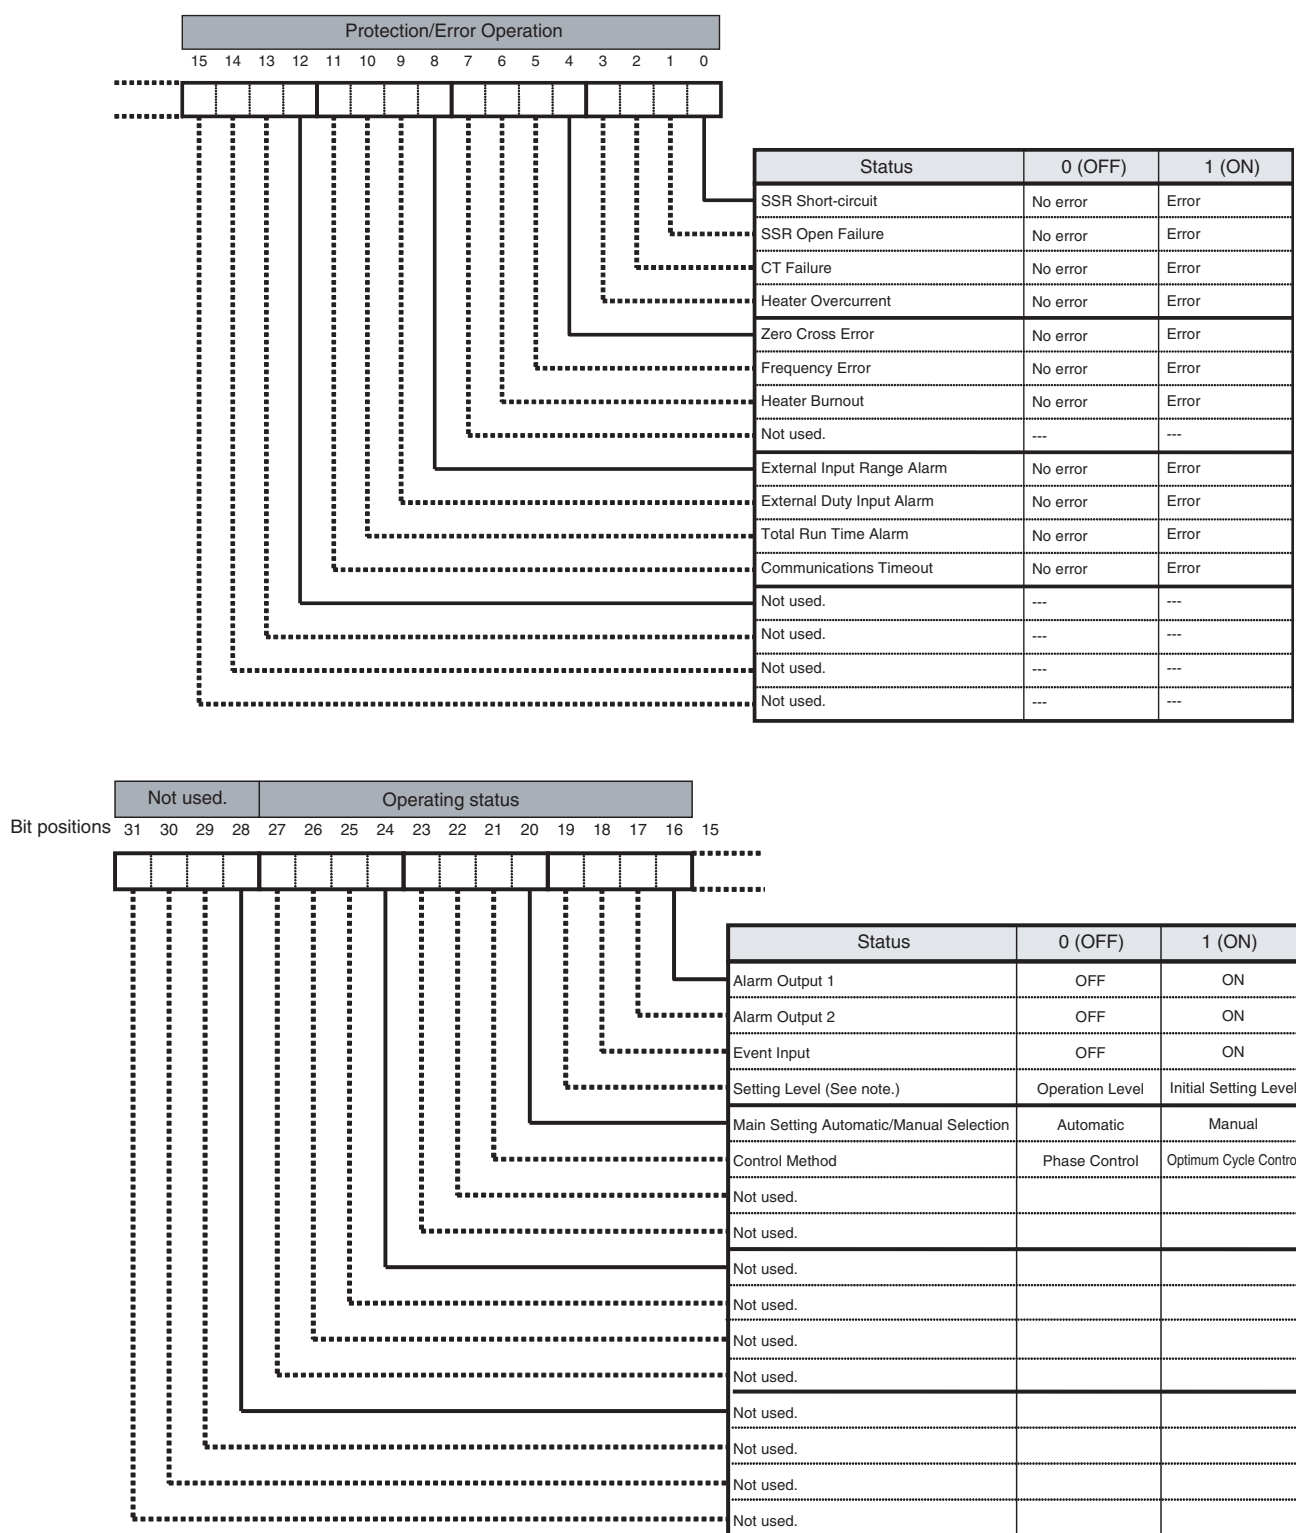 Protection/Error Operation
15 14 13 12 11 10 9 8 7 6 5 4 3 2 1 0
Status 0 (OFF) 1 (ON)
SSR Short-circuit No error Error
SSR Open Failure No error Error
CT Failure No error Error
Heater Overcurrent No error Error
Zero Cross Error No error Error
Frequency Error No error Error
Heater Burnout No error Error
Not used. --- ---
External Input Range Alarm No error Error
External Duty Input Alarm No error Error
Total Run Time Alarm No error Error
Communications Timeout No error Error
Not used. --- ---
Not used. --- ---
Not used. --- ---
Not used. --- ---
Not used. Operating status
Bit positions 31 30 29 28 27 26 25 24 23 22 21 20 19 18 17 16 15
Status 0 (OFF) 1 (ON)
Alarm Output 1 OFF ON
Alarm Output 2 OFF ON
Event Input OFF ON
Setting Level (See note.) Operation Level Initial Setting Level
Main Setting Automatic/Manual Selection Automatic Manual
Control Method Phase Control Optimum Cycle Contro
Not used.
Not used.
Not used.
Not used.
Not used.
Not used.
Not used.
Not used.
Not used.
Not used.